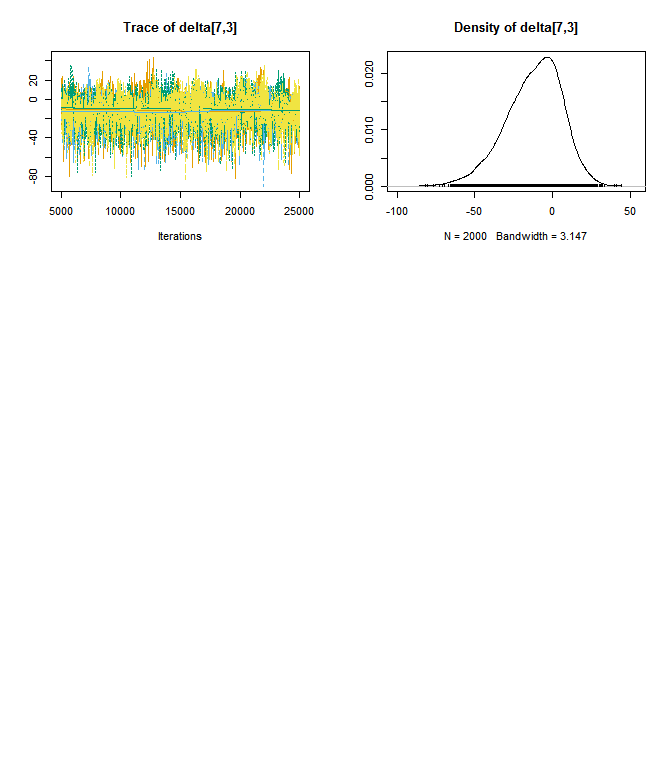 Trace of delta[7,3]
20
0
-40
-80
5000 10000 15000 20000 25000
Iterations
Density of delta[7,3]
0.020
0.010
0.000
-100 -50 0 50
N = 2000 Bandwidth = 3.147